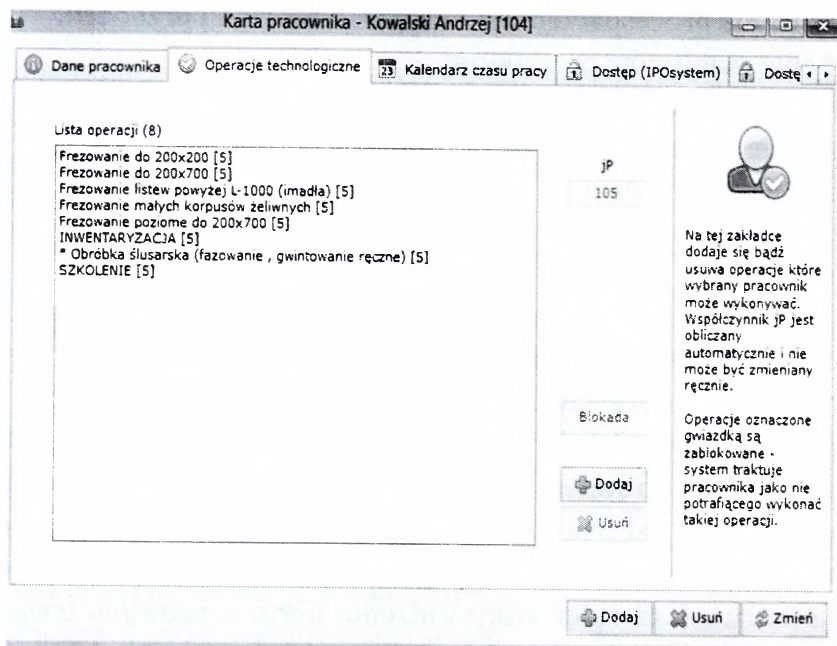 Karta pracownika - Kowalski Andrzej [104]
Dane pracownika
Operacje technologiczne
23 Kalendarz czasu pracy
Dostęp (IPOsystem)
Dostę
Lista operacji (8)
Frezowanie do 200x200 [5]
Frezowanie do 200x700 [5]
Frezowanie listew powyżej L-1000 (imadła) [5]
Frezowanie małych korpusów żeliwnych [5]
Frezowanie poziome do 200x700 [5]
INWENTARYZACJA [5]
* Obróbka ślusarska (fazowanie , gwintowanie ręczne) [5]
SZKOLENIE [5]
jP
105
Blokada
Dodaj
Usuń
Na tej zakładce
dodaje się bądź
usuwa operacje które
wybrany pracownik
może wykonywać.
Współczynnik jP jest
obliczany
automatycznie i nie
może być zmieniany
ręcznie.
Operacje oznaczone
gwiazdką są
zablokowane -
system traktuje
pracownika jako nie
potrafiącego wykonać
takiej operacji.
Dodaj
Usuń
Zmień